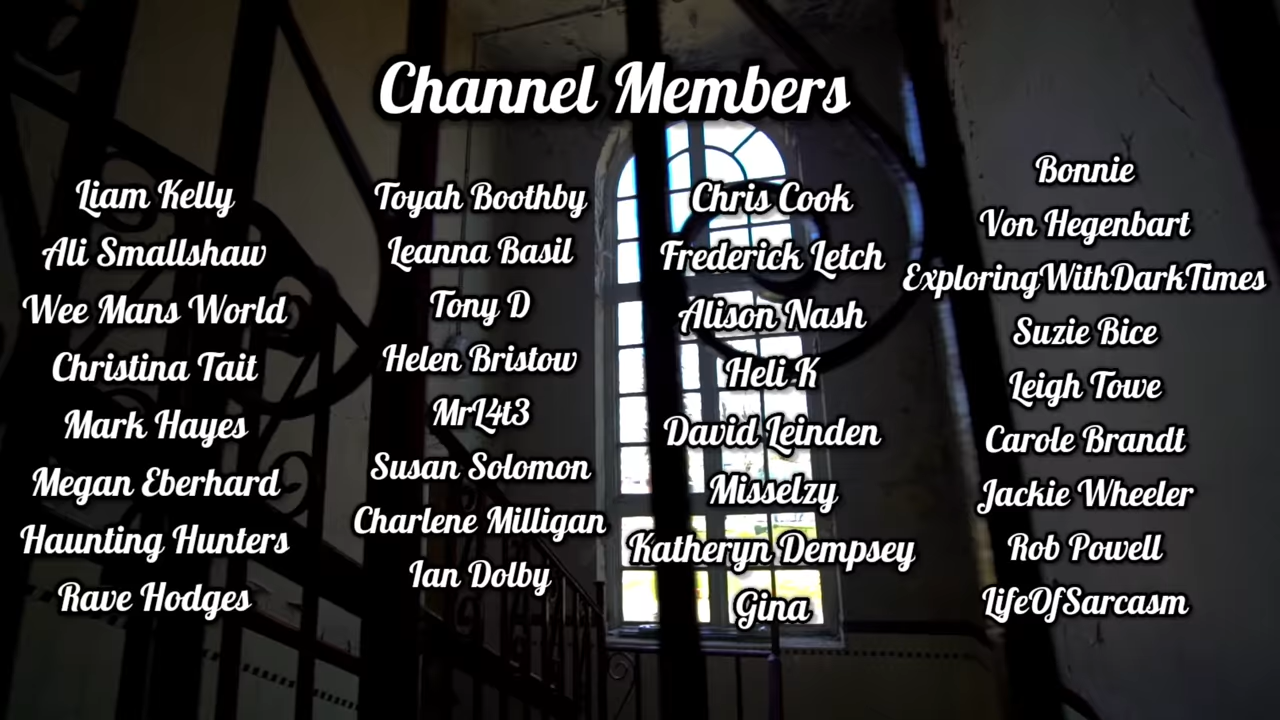 Channel Members
Liam Kelly
Ali Smallshaw
Wee Mans World
Christina Tait
Mark Hayes
Megan Eberhard
Haunting Hunters
Rave Hodges
Toyah Boothby
Leanna Basil
Tony D
Helen Bristow
MrL4t3
Susan Solomon
Charlene Milligan
Ian Dolby
Chris Cook
Frederick Letch
Alison Nash
Heli K
David Leinden
Misselzy
Katheryn Dempsey
Gina
Bonnie
Von Hegenbart
ExploringWithDarkTimes
Suzie Bice
Leigh Towe
Carole Brandt
Jackie Wheeler
Rob Powell
LifeOfSarcasm